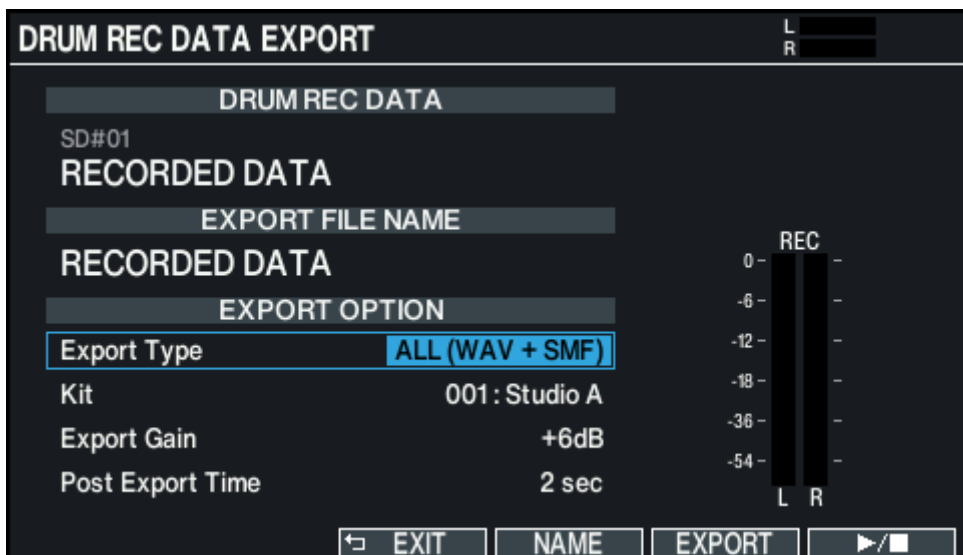 DRUM REC DATA EXPORT
L
R
DRUM REC DATA
SD#01
RECORDED DATA
EXPORT FILE NAME
RECORDED DATA
EXPORT OPTION
Export Type ALL (WAV + SMF)
Kit 001: Studio A
Export Gain +6dB
Post Export Time 2 sec
REC
0 – –
-6 – –
-12 – –
-18 – –
-36 – –
-54 – –
L R
EXIT NAME EXPORT ►/■